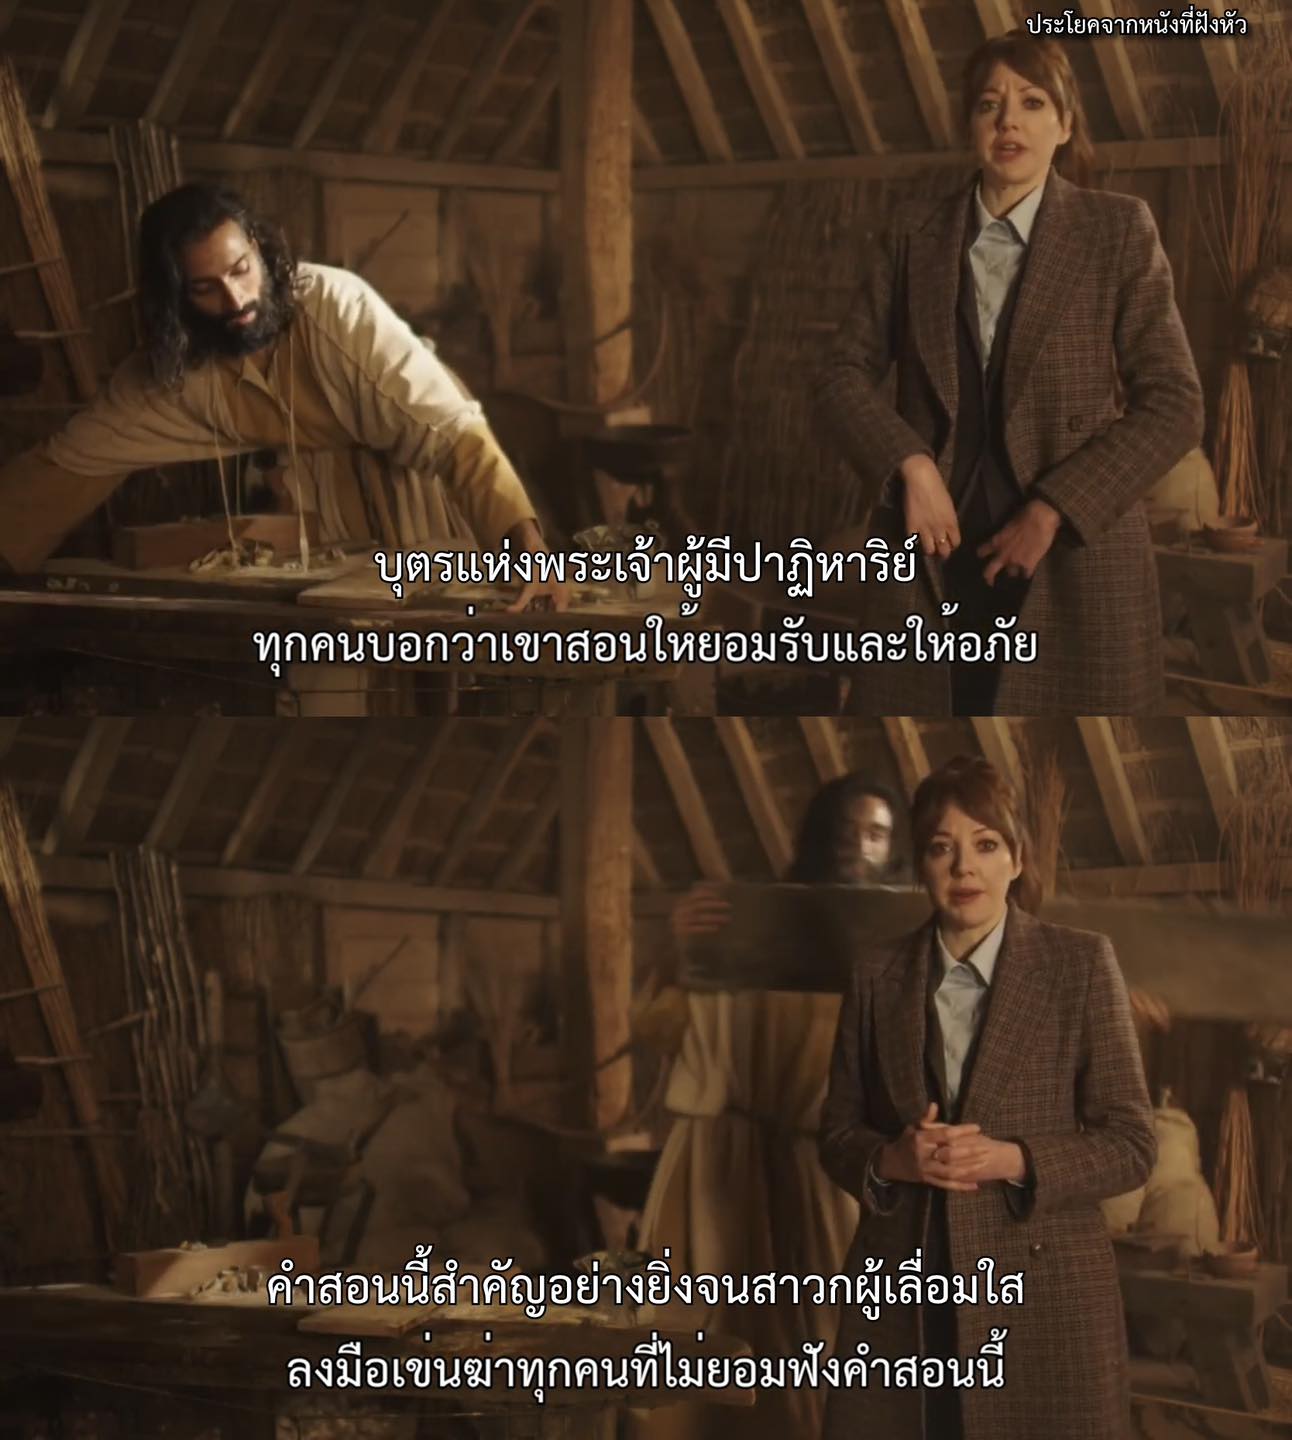 ประโยคจากหนังที่ฝังหัว
บุตรแห่งพระเจ้าผู้มีปาฏิหาริย์
ทุกคนบอกว่าเขาสอนให้ยอมรับและให้อภัย
คำสอนนี้สำคัญอย่างยิ่งจนสาวกผู้เลื่อมใส
ลงมือเข่นฆ่าทุกคนที่ไม่ยอมฟังคำสอนนี้